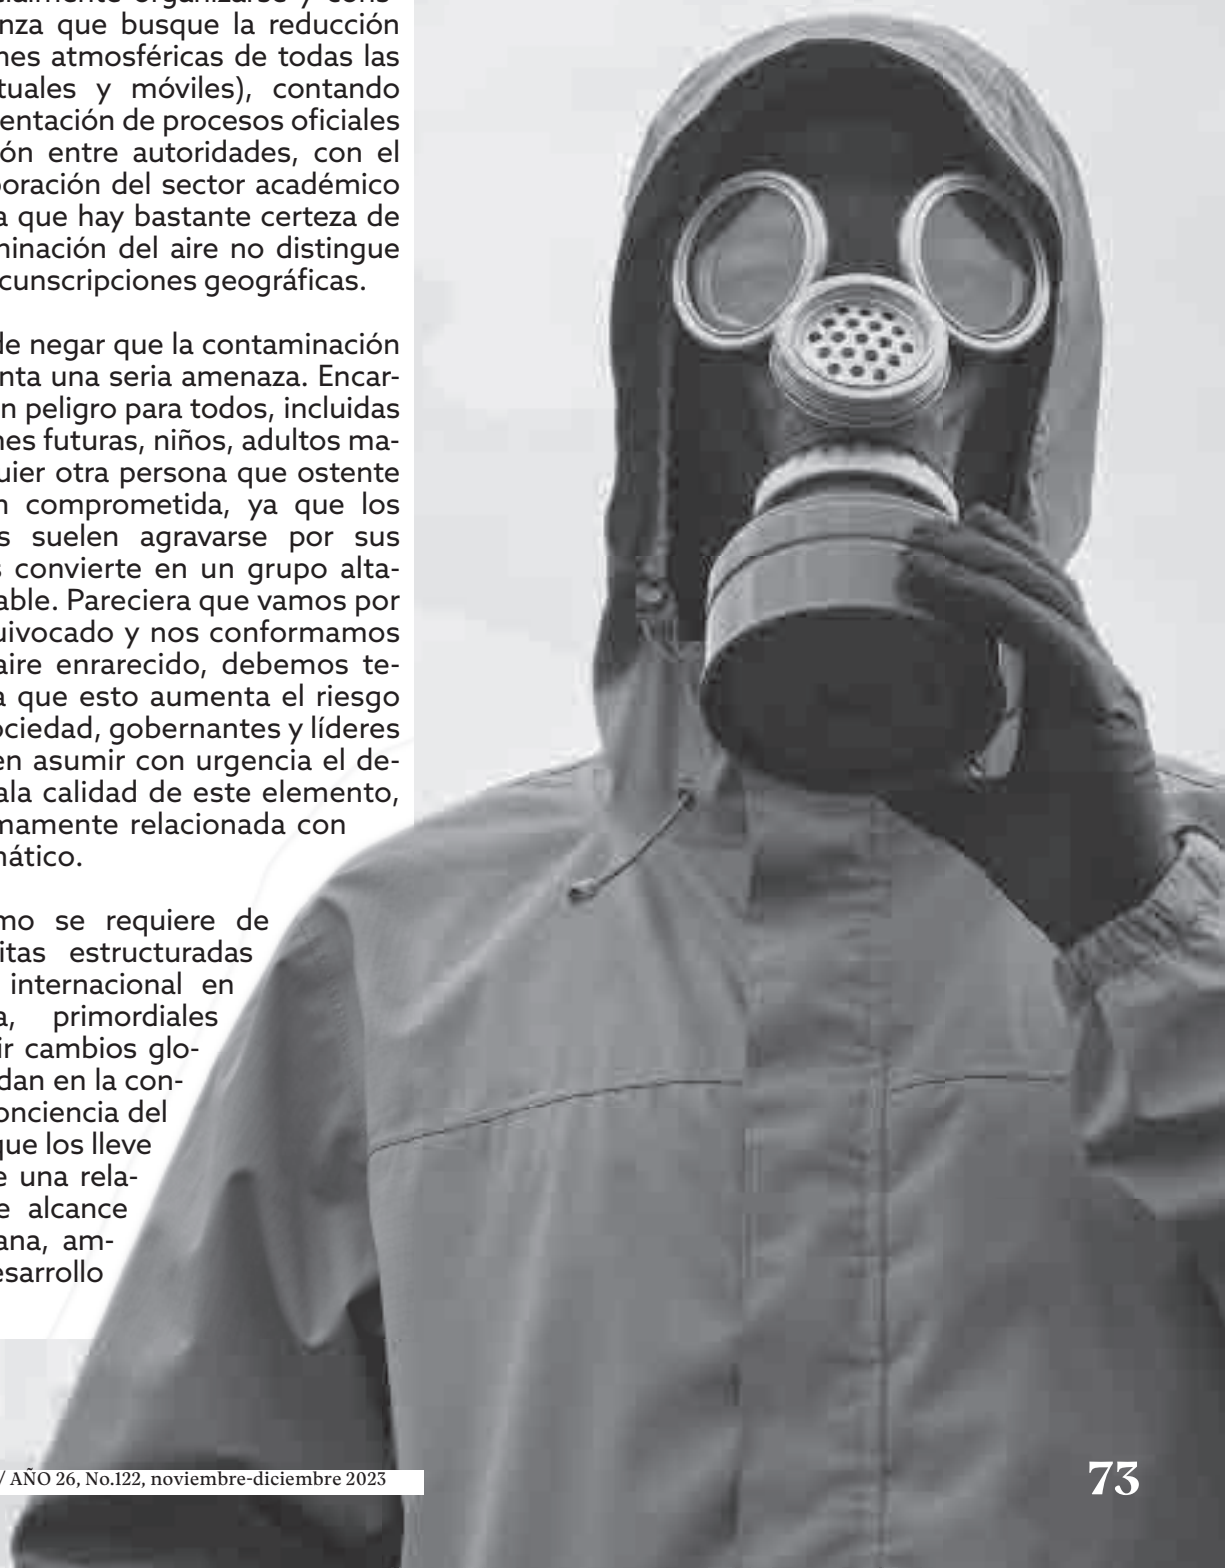 nza que busque la reducción
nes atmosféricas de todas las
tuales y móviles), contando
entación de procesos oficiales
ón entre autoridades, con el
boración del sector académico
a que hay bastante certeza de
minación del aire no distingue
cunscripciones geográficas.
de negar que la contaminación
nta una seria amenaza. Encar-
n peligro para todos, incluidas
nes futuras, niños, adultos ma-
uier otra persona que ostente
n comprometida, ya que los
s suelen agravarse por sus
s convierte en un grupo alta-
able. Pareciera que vamos por
uivocado y nos conformamos
aire enrarecido, debemos te-
a que esto aumenta el riesgo
ociedad, gobernantes y líderes
en asumir con urgencia el de-
ala calidad de este elemento,
mamente relacionada con
mático.
mo se requiere de
itas estructuradas
internacional en
a, primordiales
ir cambios glo-
dan en la con-
onciencia del
que los lleve
e una rela-
e alcance
ana, am-
esarrollo
/ AÑO 26, No.122, noviembre-diciembre 2023
73